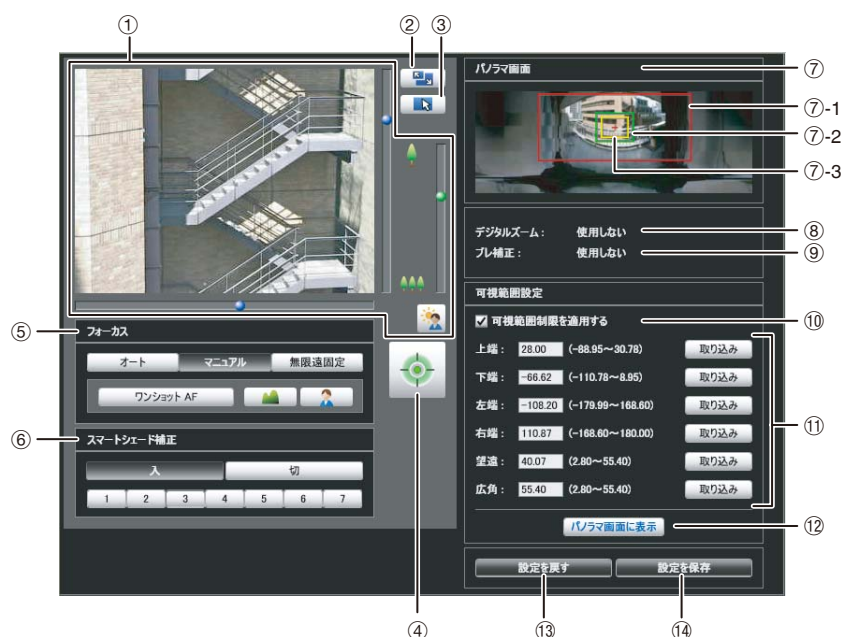 ①
②
③
パノラマ画面
⑦
⑦-1
⑦-2
⑦-3
デジタルズーム： 使用しない
⑧
ブレ補正： 使用しない
⑨
可視範囲設定
可視範囲制限を適用する
⑩
上端： 28.00 (-88.95～30.78) 取り込み
下端： -66.62 (-110.78～8.95) 取り込み
左端： -108.20 (-179.99～168.60) 取り込み
右端： 110.87 (-168.60～180.00) 取り込み
望遠： 40.07 (2.80～55.40) 取り込み
広角： 55.40 (2.80～55.40) 取り込み
⑪
パノラマ画面に表示
⑫
設定を戻す 設定を保存
⑬
⑭
⑤
フォーカス
オート マニュアル 無限遠固定
ワンショット AF
⑥
スマートシェード補正
入 切
1 2 3 4 5 6 7
④